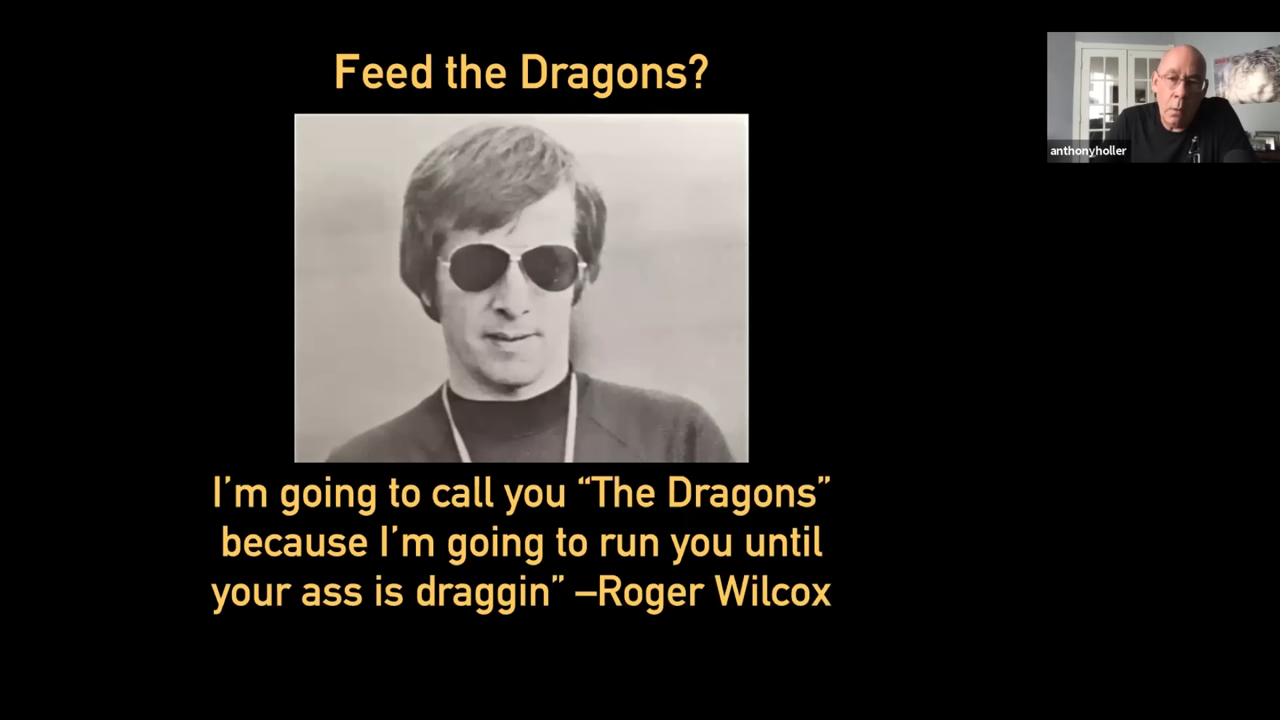 Feed the Dragons?
anthonyholler
I’m going to call you “The Dragons”
because I’m going to run you until
your ass is draggin” –Roger Wilcox